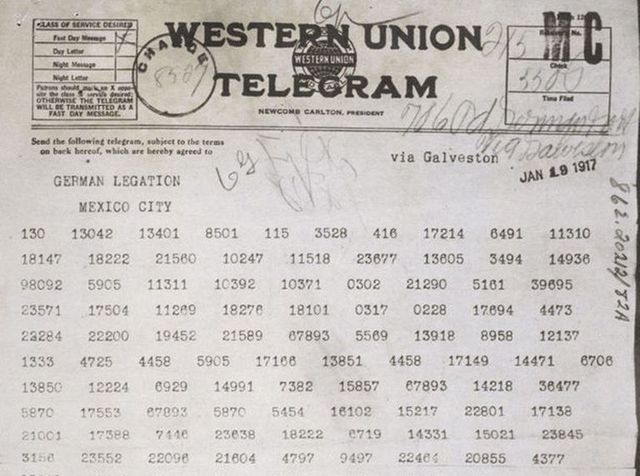 CLASS OF SERVICE DESIRED
Fast Day Message
Day Letter
Night Message
Night Letter
Patrons should mark an X oppo-
site the class of service desired;
OTHERWISE THE TELEGRAM
WILL BE TRANSMITTED AS A
FAST DAY MESSAGE.
CHARGE
WESTERN UNION
WESTERN UNION
TELEGRAM
NEWCOMB CARLTON, PRESIDENT
MC
Check
Time Filed
Send the following telegram, subject to the terms
on back hereof, which are hereby agreed to
via Galveston
JAN 19 1917
GERMAN LEGATION
MEXICO CITY
130 13042 13401 8501 115 3528 416 17214 6491 11310
18147 18222 21560 10247 11518 23677 13605 3494 14936
98092 5905 11311 10392 10371 0302 21290 5161 39695
23571 17504 11269 18276 18101 0317 0228 17694 4473
22284 22200 19452 21589 67893 5569 13918 8958 12137
1333 4725 4458 5905 17166 13851 4458 17149 14471 6706
13850 12224 6929 14991 7382 15857 67893 14218 36477
5870 17553 67893 5870 5454 16102 15217 22801 17138
21001 17388 7446 23638 18222 6719 14331 15021 23845
3156 23552 22096 21604 4797 9497 22464 20855 4377
862.20212/82A